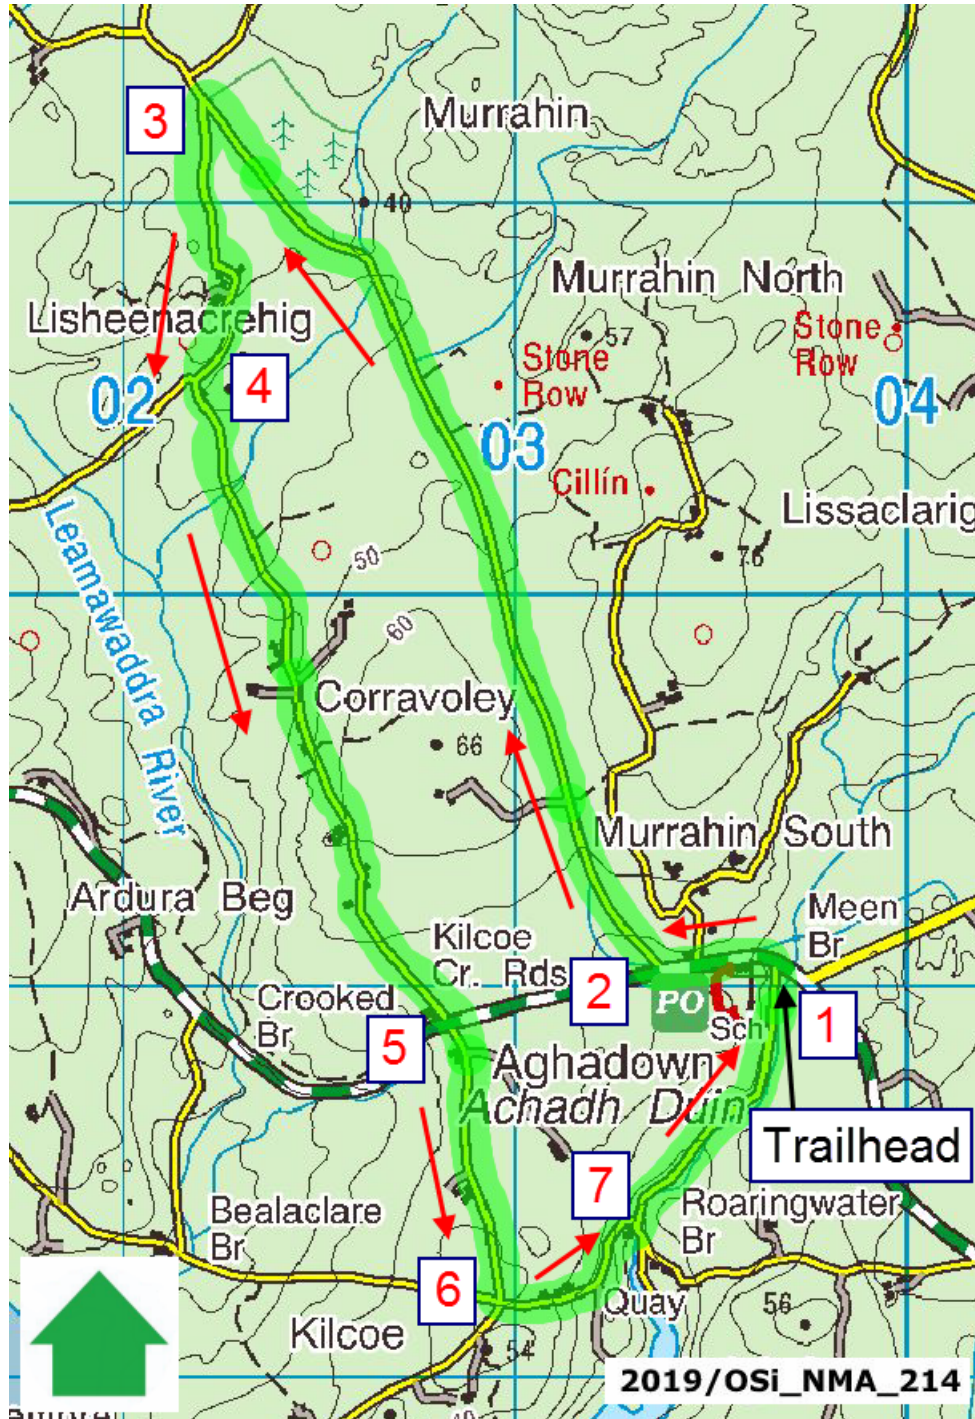 3
Murrahin
40
Murrahin North
Lisheenacrehig
Stone
Row
57
Stone
Row
02
4
03
04
Cillín
Lissaclarig
50
76
Leamawaddra River
60
Corravoley
66
Murrahin South
Ardura Beg
Meen
Br
Kilcoe
Cr. Rds
2
PO
Sch
1
Crooked
Br
5
Aghadown
Achadh Dúin
Trailhead
7
Bealaclare
Br
Roaringwater
Br
6
Quay
56
Kilcoe
54
2019/OSi_NMA_214
40